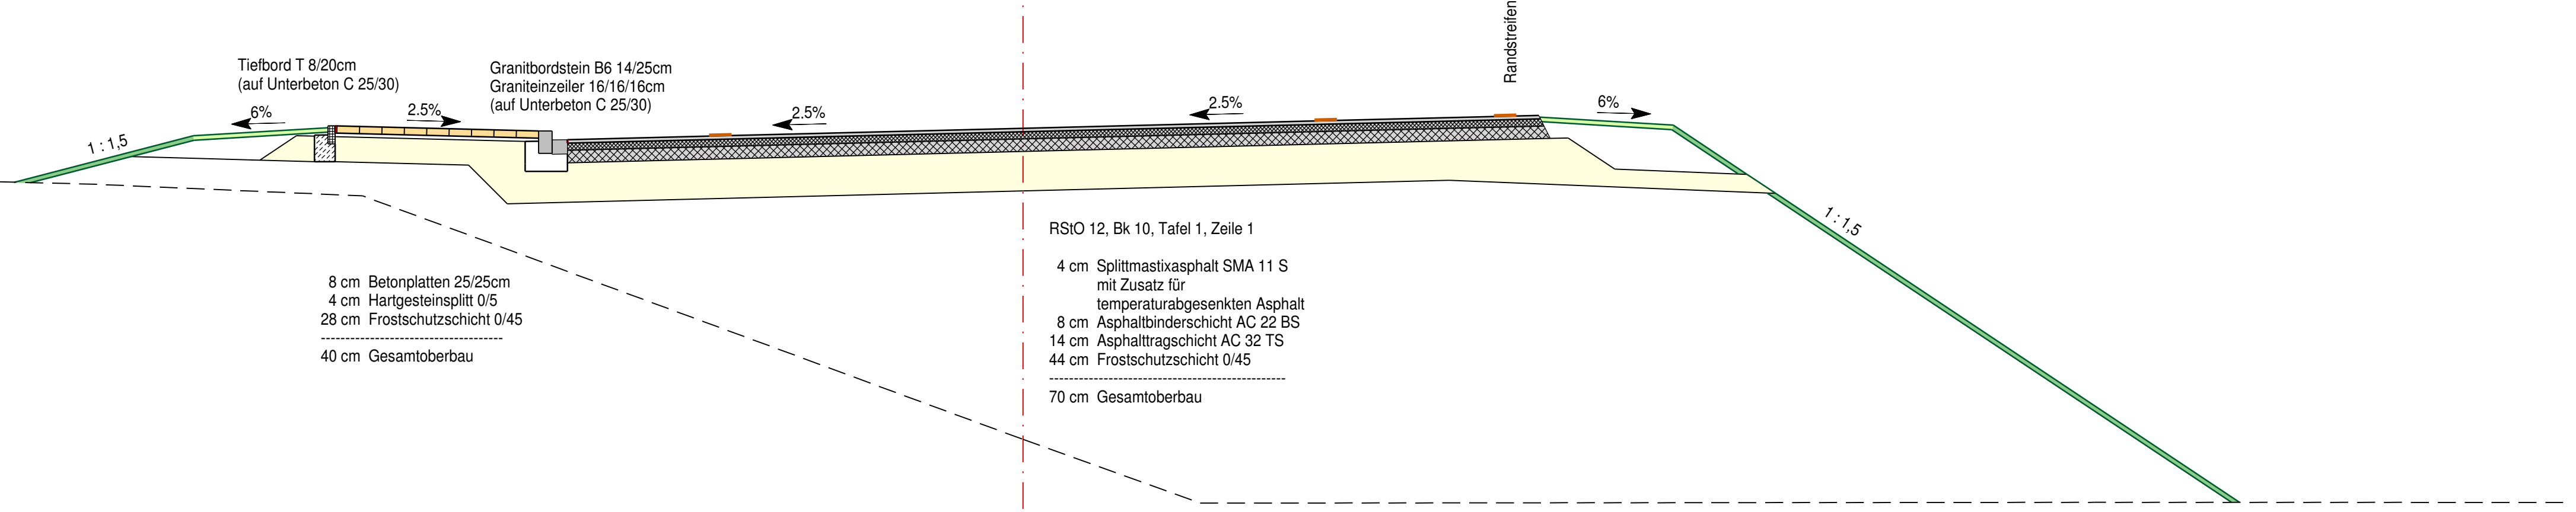 Randstreifen
Tiefbord T 8/20cm
(auf Unterbeton C 25/30)
Granitbordstein B6 14/25cm
Graniteinzeiler 16/16/16cm
(auf Unterbeton C 25/30)
6%
2.5%
2.5%
2.5%
6%
1 : 1,5
1 : 1,5
RStO 12, Bk 10, Tafel 1, Zeile 1
4 cm Splittmastixasphalt SMA 11 S
mit Zusatz für
temperaturabgesenkten Asphalt
8 cm Asphaltbinderschicht AC 22 BS
14 cm Asphalttragschicht AC 32 TS
44 cm Frostschutzschicht 0/45
------------------------------------------------
70 cm Gesamtoberbau
8 cm Betonplatten 25/25cm
4 cm Hartgesteinsplitt 0/5
28 cm Frostschutzschicht 0/45
-------------------------------------
40 cm Gesamtoberbau